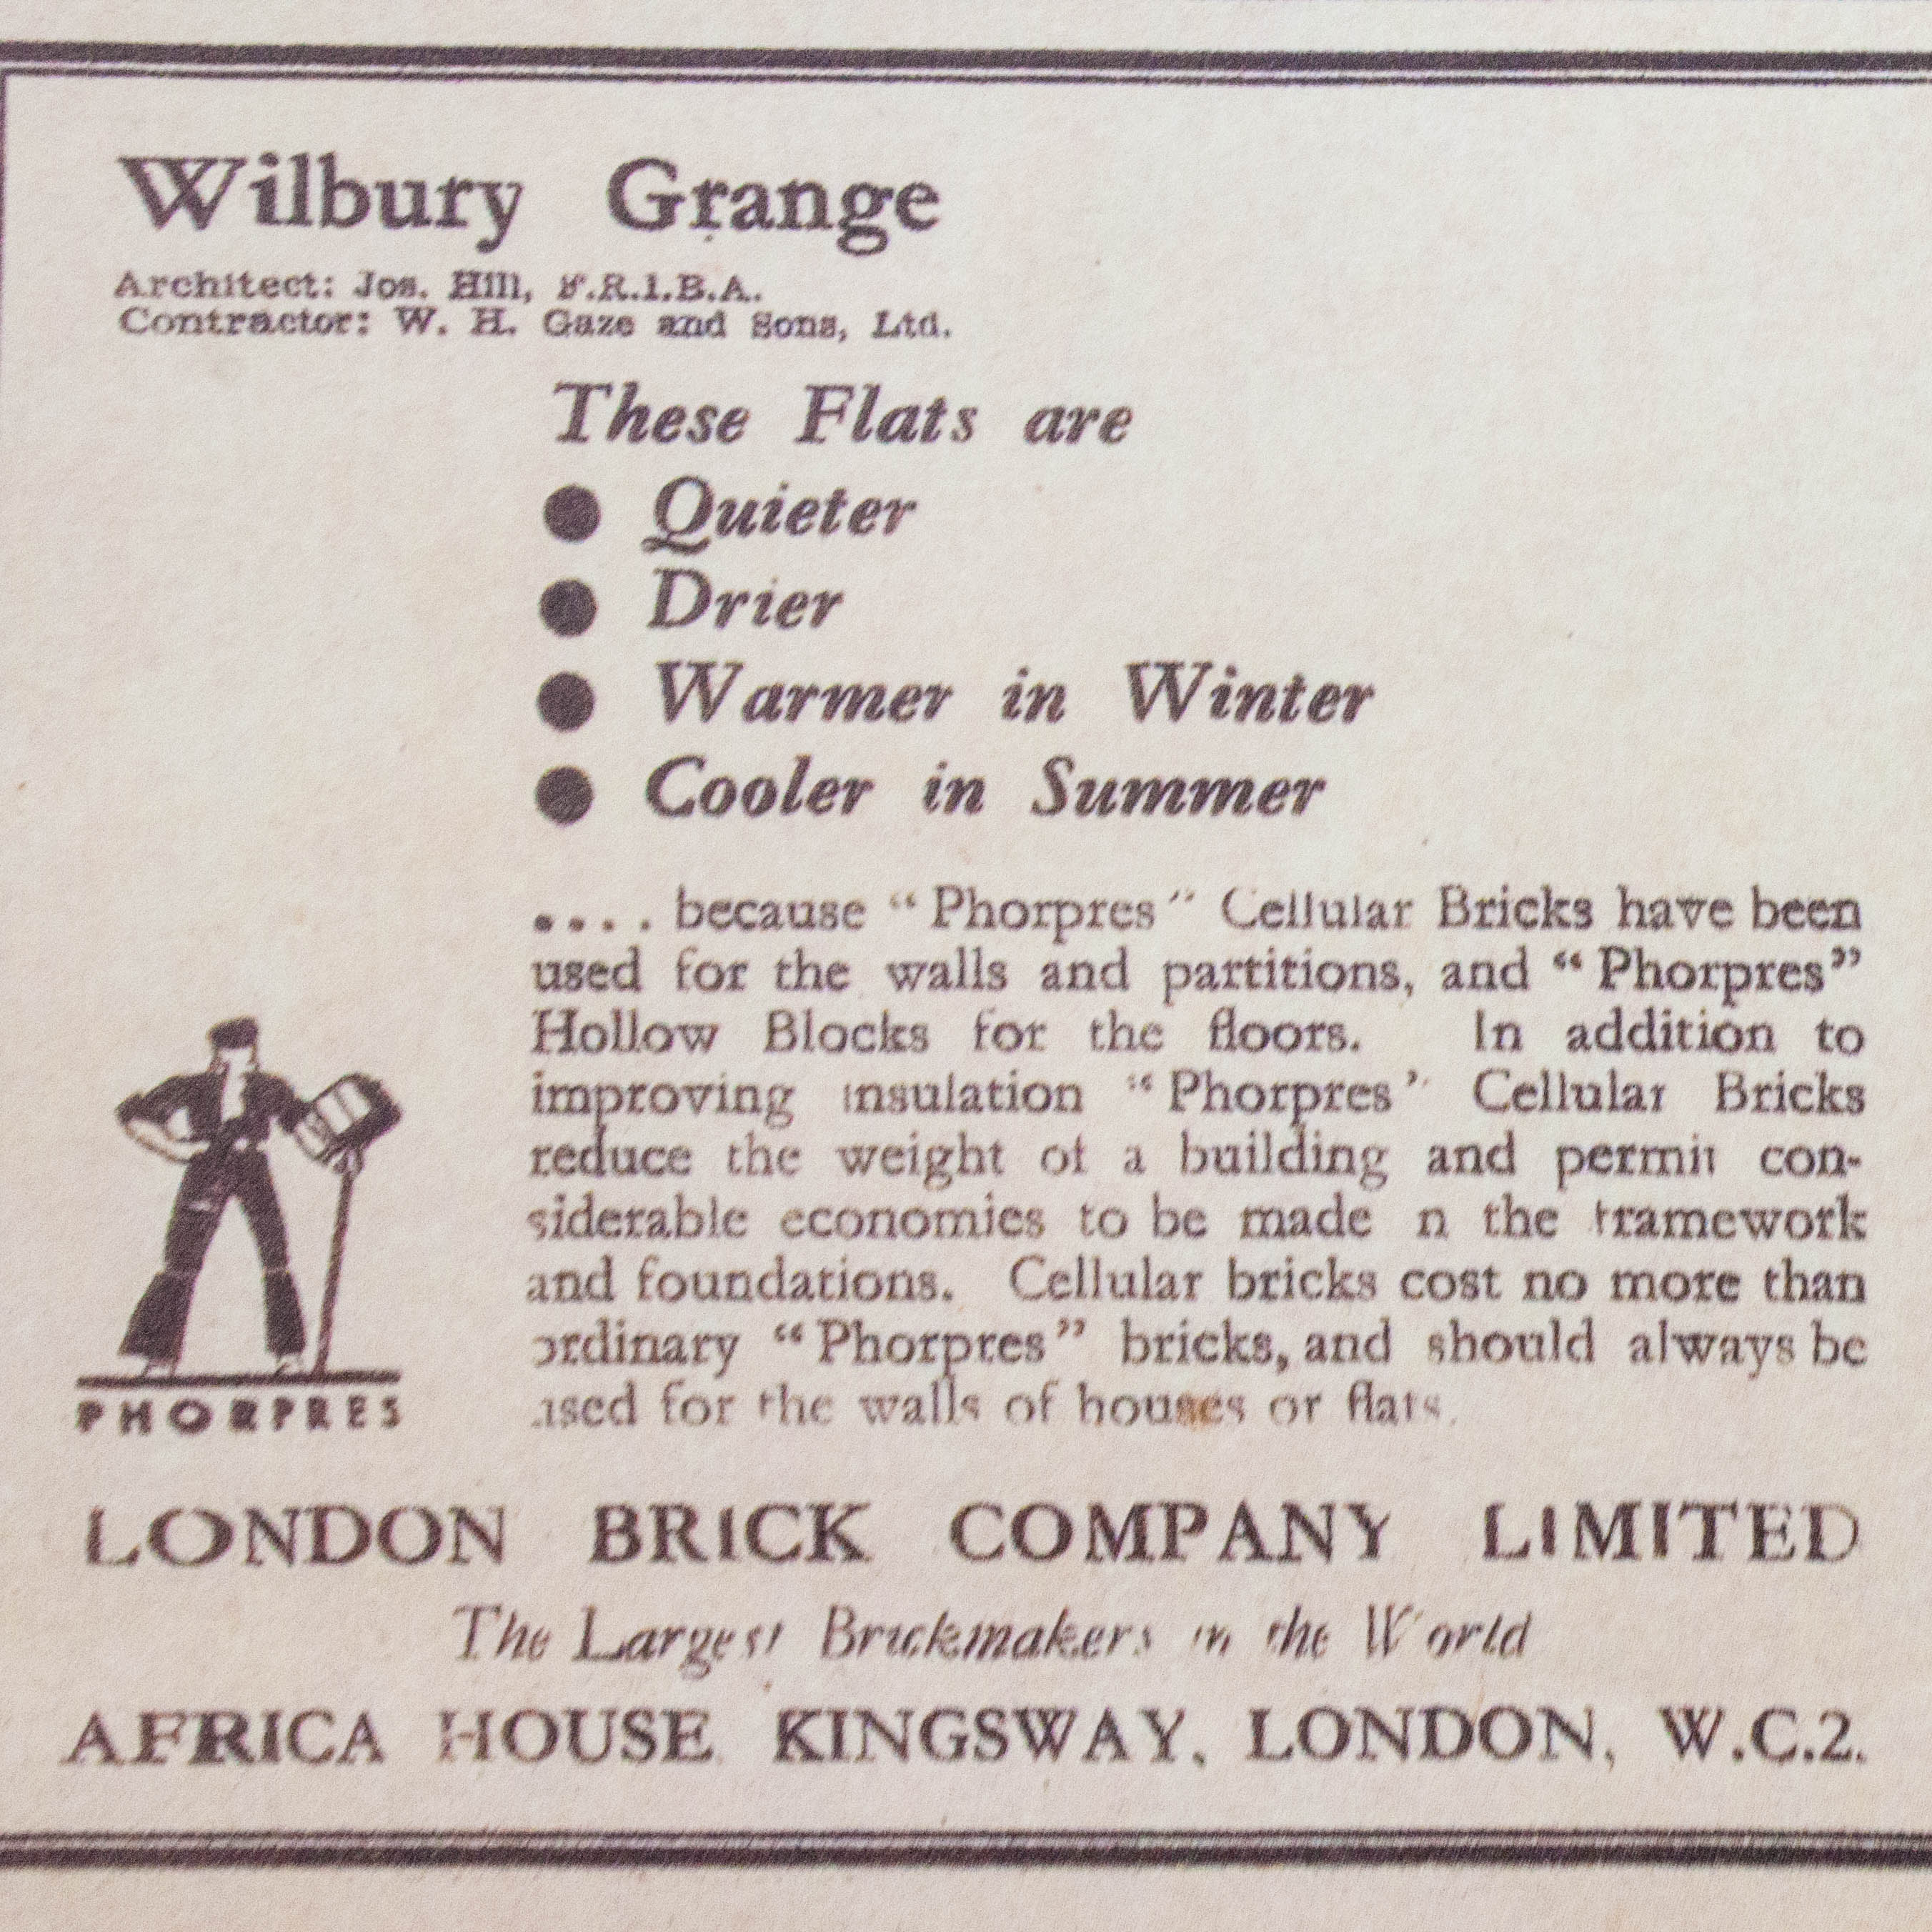 Wilbury Grange
Architect: Jos. Hill, F.R.I.B.A.
Contractor: W. H. Gaze and Sons, Ltd.
These Flats are
● Quieter
● Drier
● Warmer in Winter
● Cooler in Summer
.... because "Phorpres" Cellular Bricks have been
used for the walls and partitions, and "Phorpres"
Hollow Blocks for the floors. In addition to
improving insulation "Phorpres" Cellular Bricks
reduce the weight of a building and permit con-
siderable economies to be made in the framework
and foundations. Cellular bricks cost no more than
ordinary "Phorpres" bricks, and should always be
used for the walls of houses or flats.
PHORPRES
LONDON BRICK COMPANY LIMITED
The Largest Brickmakers in the World
AFRICA HOUSE KINGSWAY, LONDON, W.C.2.